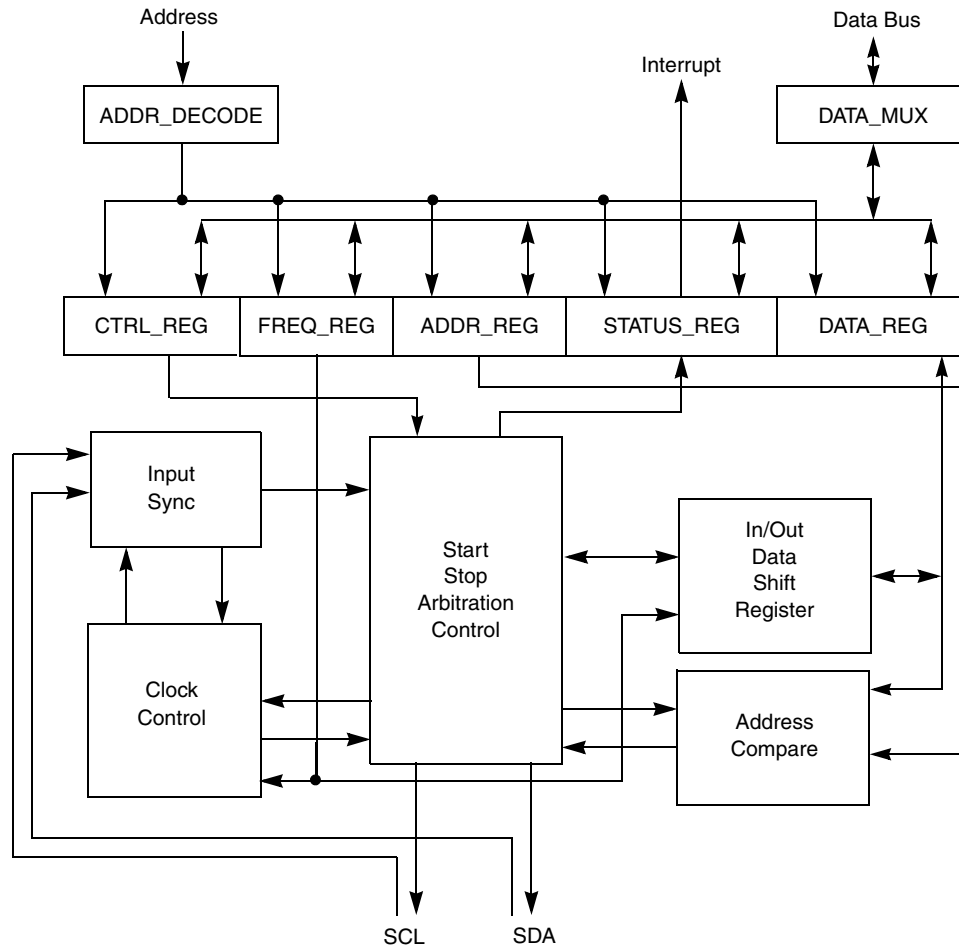 Address
Data Bus
Interrupt
ADDR_DECODE
DATA_MUX
CTRL_REG
FREQ_REG
ADDR_REG
STATUS_REG
DATA_REG
Input
Sync
Start
Stop
Arbitration
Control
In/Out
Data
Shift
Register
Clock
Control
Address
Compare
SCL
SDA